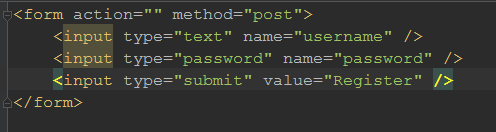 <form action="" method="post">
<input type="text" name="username" />
<input type="password" name="password" />
<input type="submit" value="Register" />
</form>